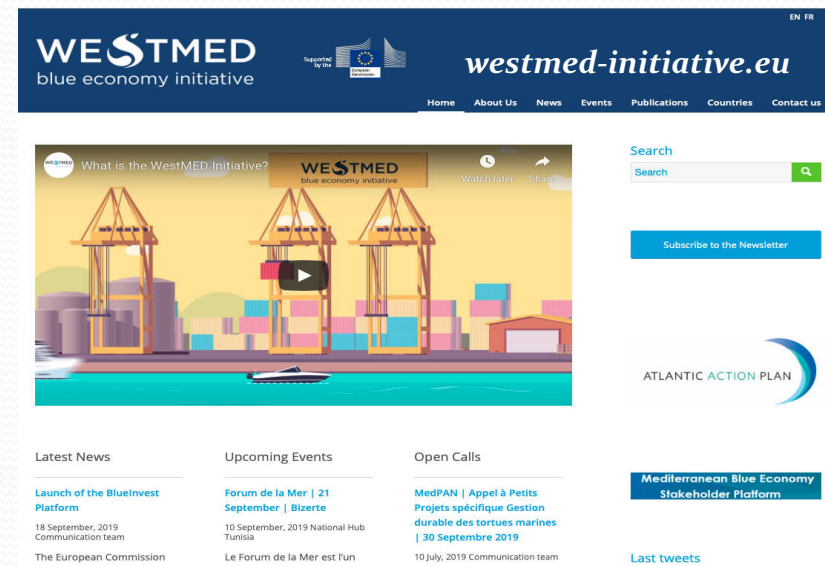 EN FR
WESTMED
blue economy initiative
Supported
by the
European
Commission
westmed-initiative.eu
Home About Us News Events Publications Countries Contact us
WESTMED
What is the WestMED Initiative?
WESTMED
blue economy initiative
Watch later
Share
Search
Search
Subscribe to the Newsletter
ATLANTIC ACTION PLAN
Mediterranean Blue Economy
Stakeholder Platform
Last tweets
Latest News
Launch of the BlueInvest
Platform
18 September, 2019
Communication team
The European Commission
Upcoming Events
Forum de la Mer | 21
September | Bizerte
10 September, 2019 National Hub
Tunisia
Le Forum de la Mer est l'un
Open Calls
MedPAN | Appel à Petits
Projets spécifique Gestion
durable des tortues marines
| 30 Septembre 2019
10 July, 2019 Communication team